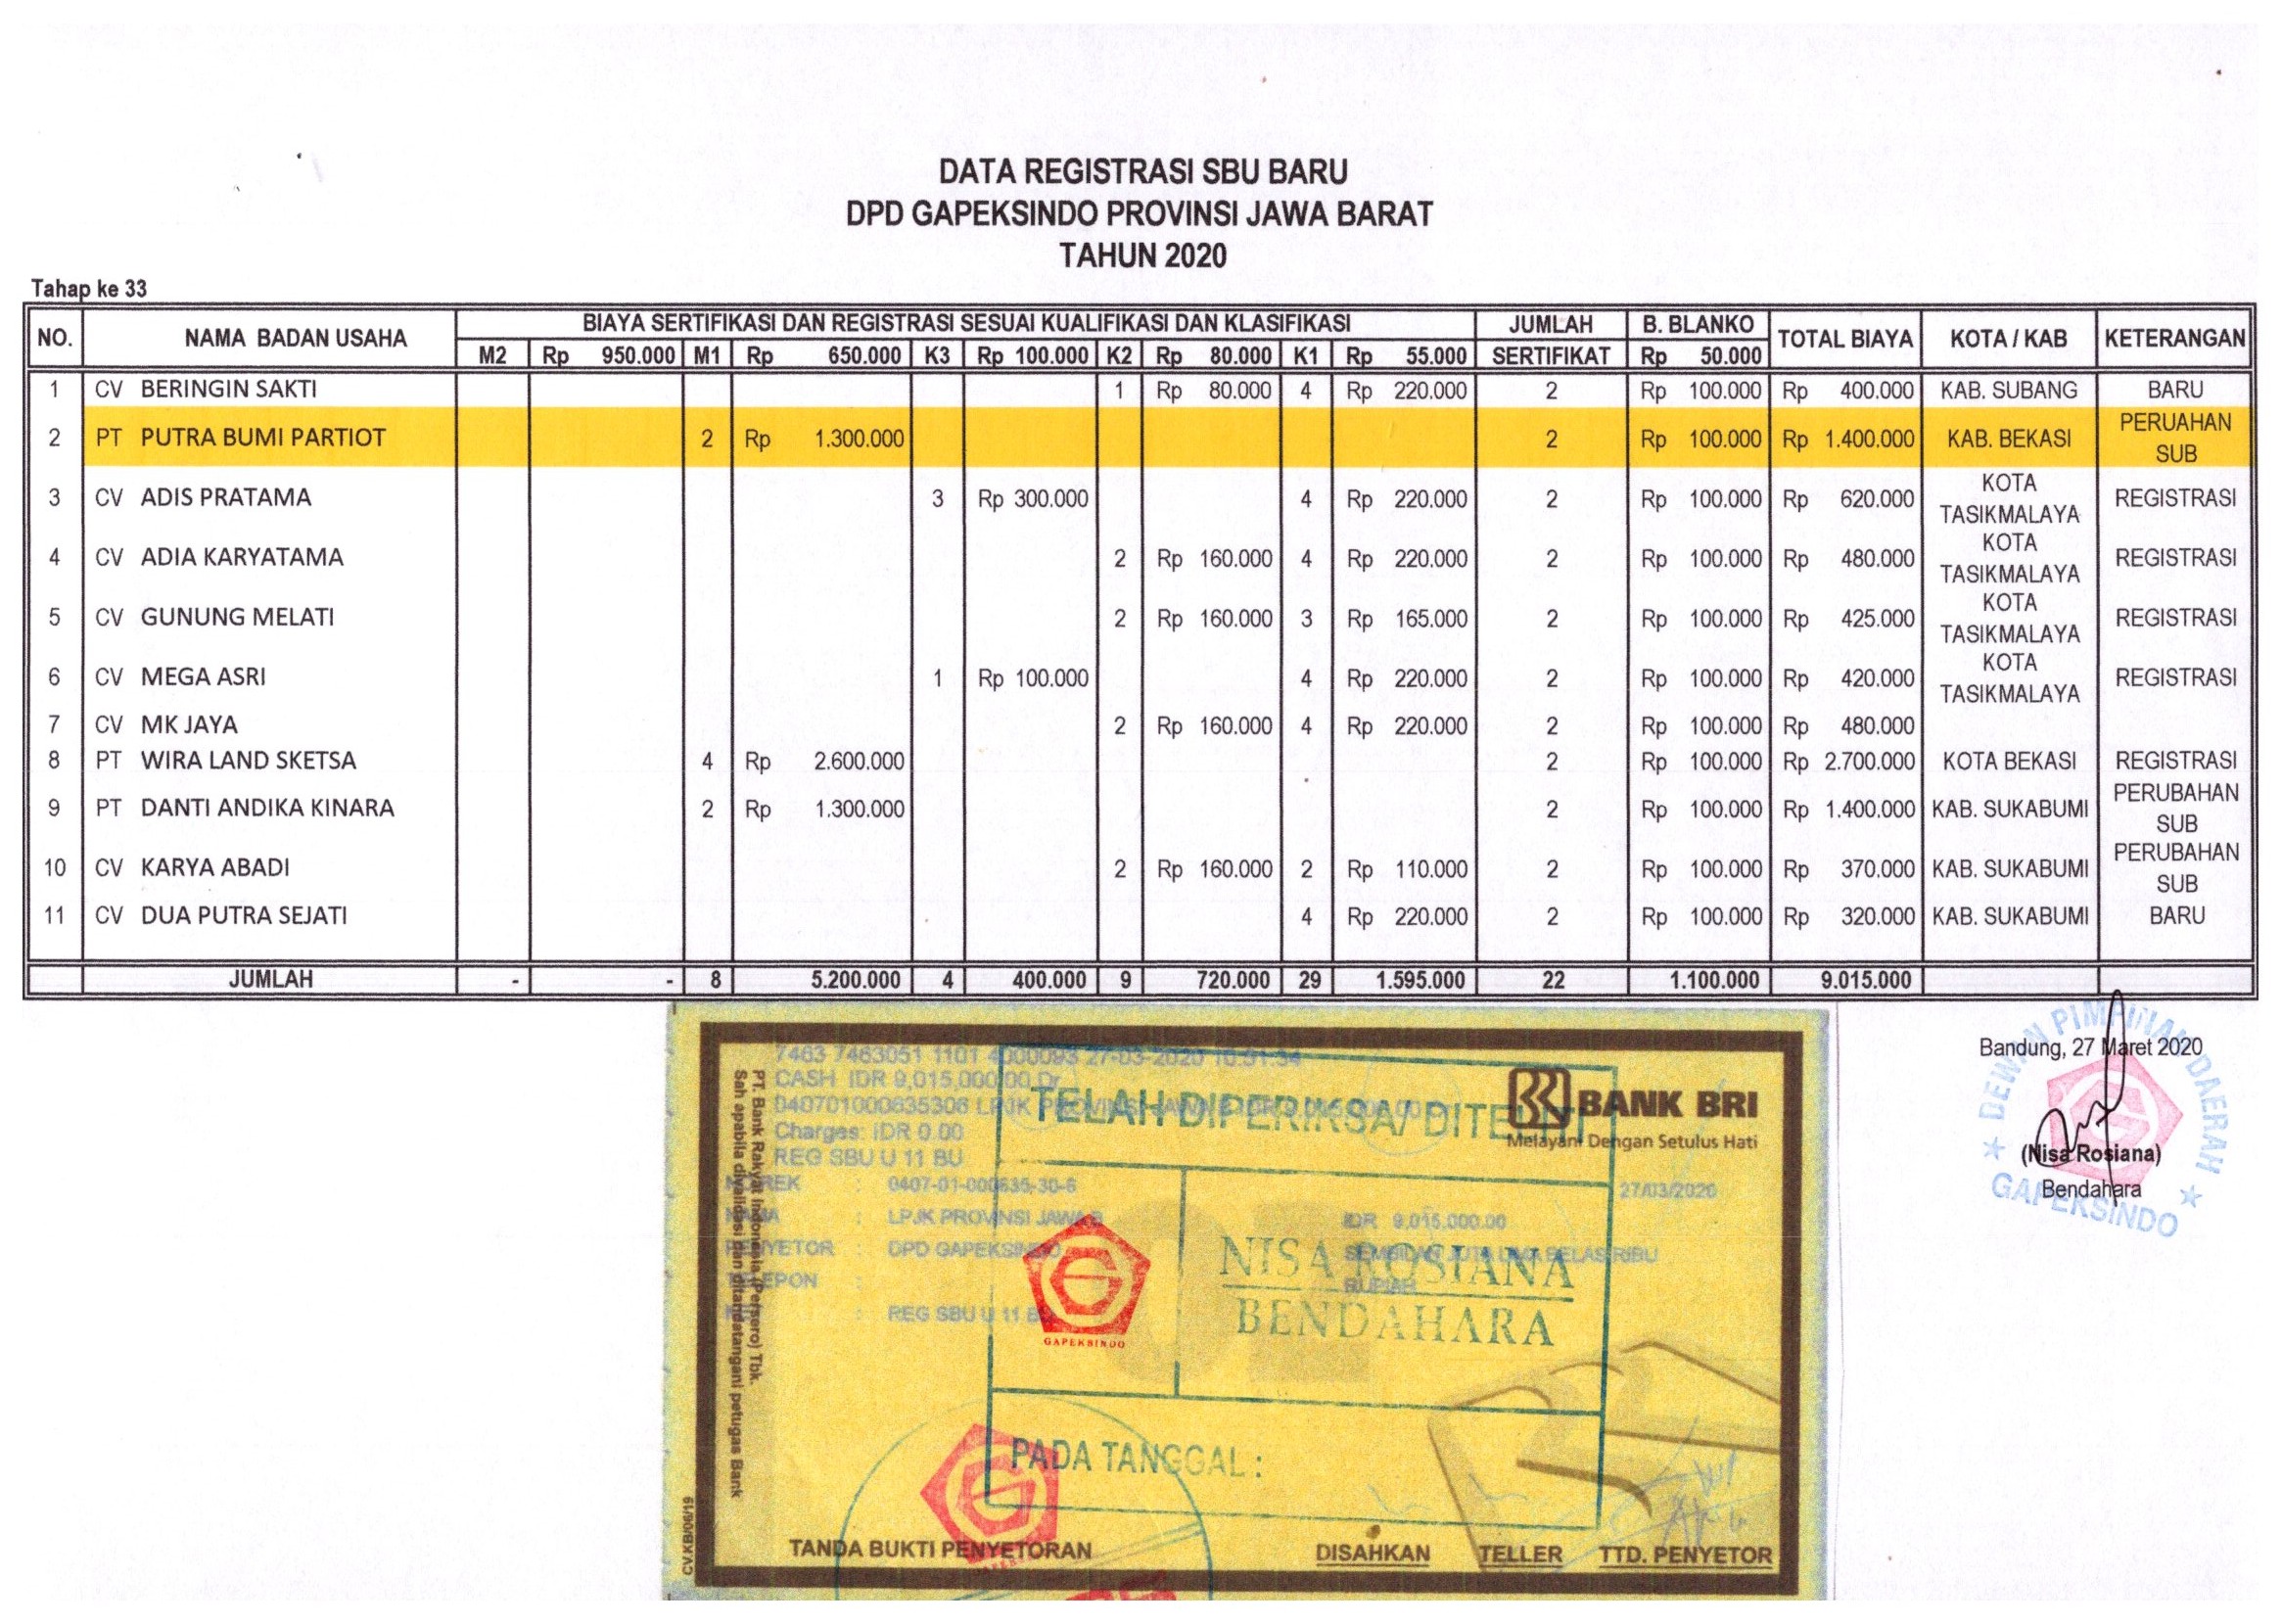 DATA REGISTRASI SBU BARU
DPD GAPEKSINDO PROVINSI JAWA BARAT
TAHUN 2020
Tahap ke 33
NO. NAMA BADAN USAHA BIAYA SERTIFIKASI DAN REGISTRASI SESUAI KUALIFIKASI DAN KLASIFIKASI JUMLAH B. BLANKO TOTAL BIAYA KOTA / KAB KETERANGAN
M2 Rp 950.000 M1 Rp 650.000 K3 Rp 100.000 K2 Rp 80.000 K1 Rp 55.000 SERTIFIKAT Rp 50.000
1 CV BERINGIN SAKTI 1 Rp 80.000 4 Rp 220.000 2 Rp 100.000 Rp 400.000 KAB. SUBANG BARU
2 PT PUTRA BUMI PARTIOT 2 Rp 1.300.000 2 Rp 100.000 Rp 1.400.000 KAB. BEKASI PERUAHAN SUB
3 CV ADIS PRATAMA 3 Rp 300.000 4 Rp 220.000 2 Rp 100.000 Rp 620.000 KOTA TASIKMALAYA REGISTRASI
4 CV ADIA KARYATAMA 2 Rp 160.000 4 Rp 220.000 2 Rp 100.000 Rp 480.000 KOTA TASIKMALAYA REGISTRASI
5 CV GUNUNG MELATI 2 Rp 160.000 3 Rp 165.000 2 Rp 100.000 Rp 425.000 KOTA TASIKMALAYA REGISTRASI
6 CV MEGA ASRI 1 Rp 100.000 4 Rp 220.000 2 Rp 100.000 Rp 420.000 KOTA TASIKMALAYA REGISTRASI
7 CV MK JAYA 2 Rp 160.000 4 Rp 220.000 2 Rp 100.000 Rp 480.000
8 PT WIRA LAND SKETSA 4 Rp 2.600.000 2 Rp 100.000 Rp 2.700.000 KOTA BEKASI REGISTRASI
9 PT DANTI ANDIKA KINARA 2 Rp 1.300.000 2 Rp 100.000 Rp 1.400.000 KAB. SUKABUMI PERUBAHAN SUB
10 CV KARYA ABADI 2 Rp 160.000 2 Rp 110.000 2 Rp 100.000 Rp 370.000 KAB. SUKABUMI PERUBAHAN SUB
11 CV DUA PUTRA SEJATI 4 Rp 220.000 2 Rp 100.000 Rp 320.000 KAB. SUKABUMI BARU
JUMLAH - - 8 5.200.000 4 400.000 9 720.000 29 1.595.000 22 1.100.000 9.015.000
Bandung, 27 Maret 2020
DEWAN PIMPINAN DAERAH
GAPEKSINDO
(Nisa Rosiana)
Bendahara
7463 7463051 1101 4000093 27-03-2020 10:51:34
CASH IDR 9,015,000.00 Dr
040701000635306 LPJK PROVINSI JAWA B
Charges: IDR 0.00
REG SBU U 11 BU
TELAH DIPERIKSA/ DITELITI
BANK BRI
Melayani Dengan Setulus Hati
REK : 0407-01-000635-30-6
27/03/2020
NAMA : LPJK PROVINSI JAWA B
IDR 9,015,000.00
PENYETOR : DPD GAPEKSINDO
SEMBILAN JUTA LIMA BELAS RIBU
RUPIAH
TELEPON :
: REG SBU U 11 BU
NISA ROSIANA
BENDAHARA
GAPEKSINDO
PADA TANGGAL :
PT. Bank Rakyat Indonesia (Persero) Tbk.
Sah apabila divalidasi dan ditandatangani petugas Bank
CV.KB/06/19
TANDA BUKTI PENYETORAN
DISAHKAN TELLER TTD. PENYETOR